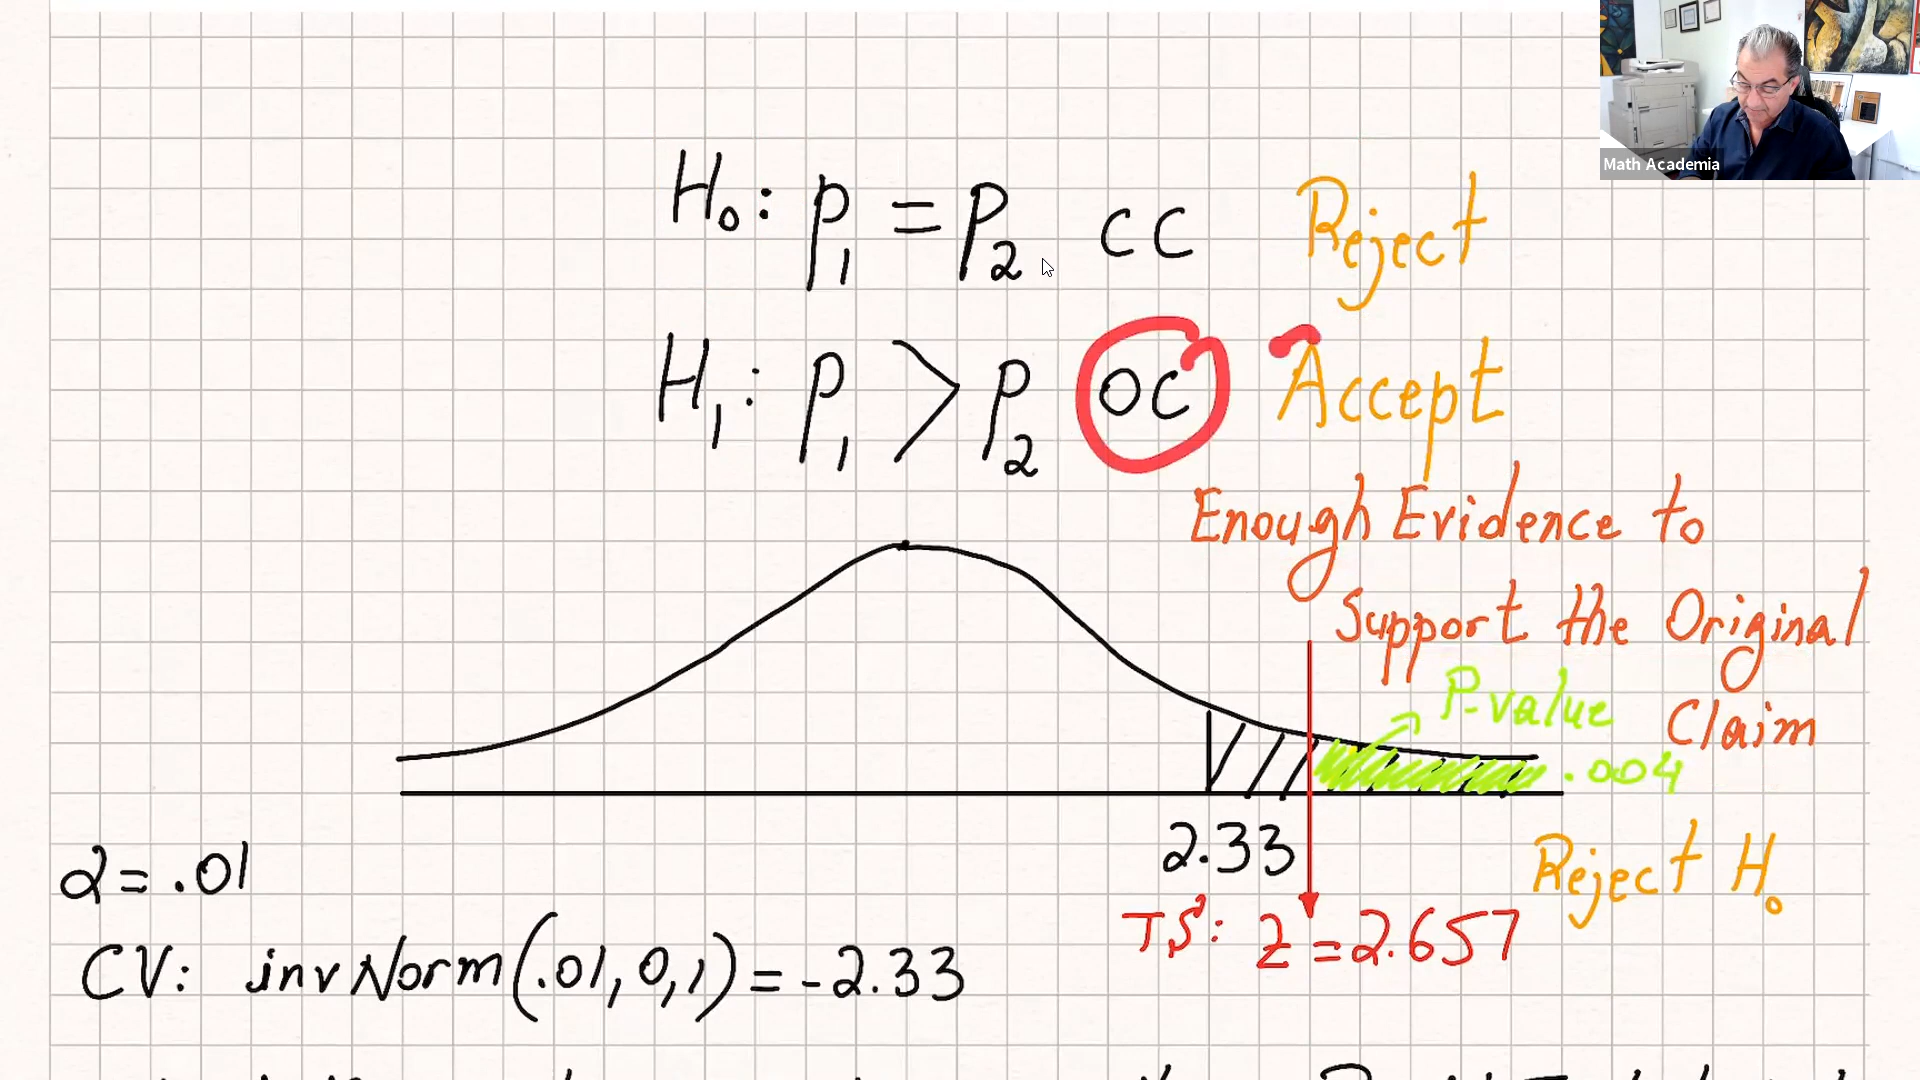 Math Academia
H₀: p₁ = p₂ CC Reject
H₁: p₁ > p₂ OC Accept
Enough Evidence to
Support the Original
Claim
P-value
.004
2.33
Reject H₀
α = .01
T.S: Z = 2.657
CV: invNorm(.01, 0, 1) = -2.33